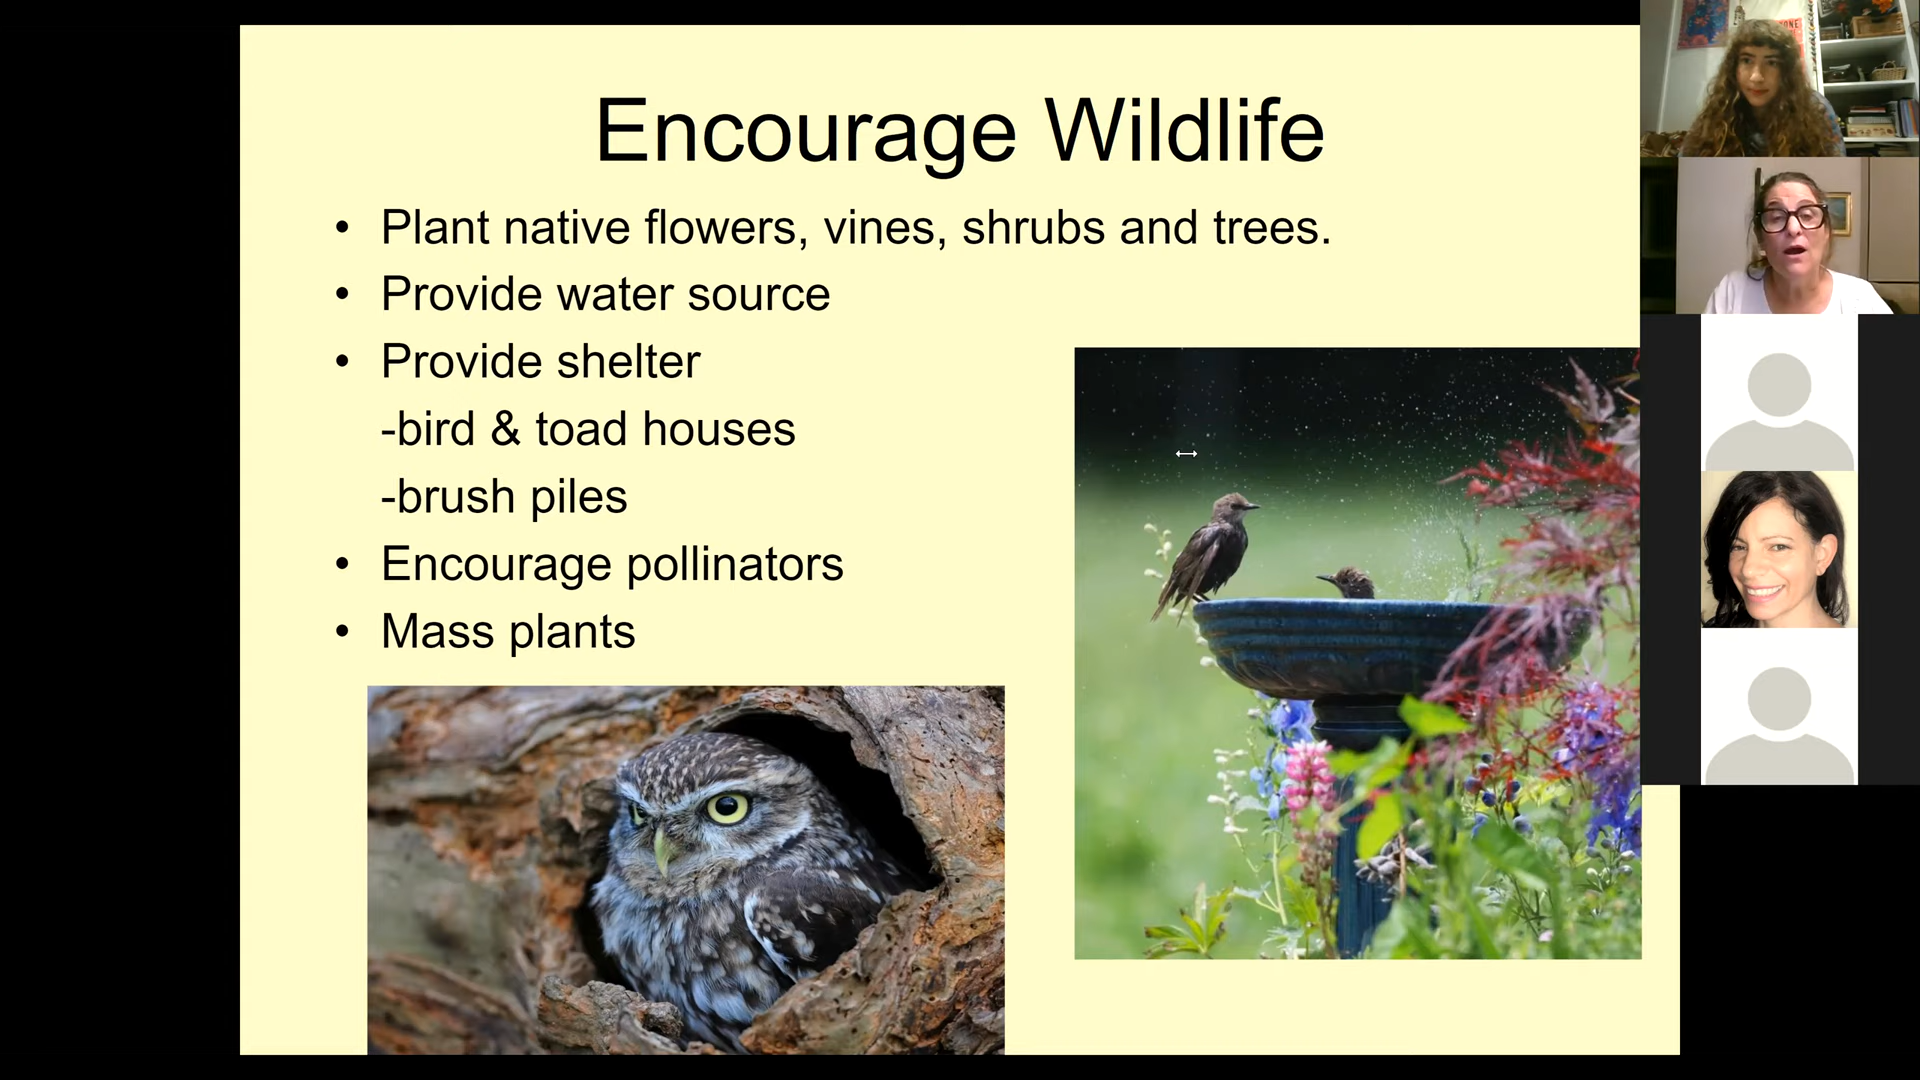 Encourage Wildlife
• Plant native flowers, vines, shrubs and trees.
• Provide water source
• Provide shelter
-bird & toad houses
-brush piles
• Encourage pollinators
• Mass plants